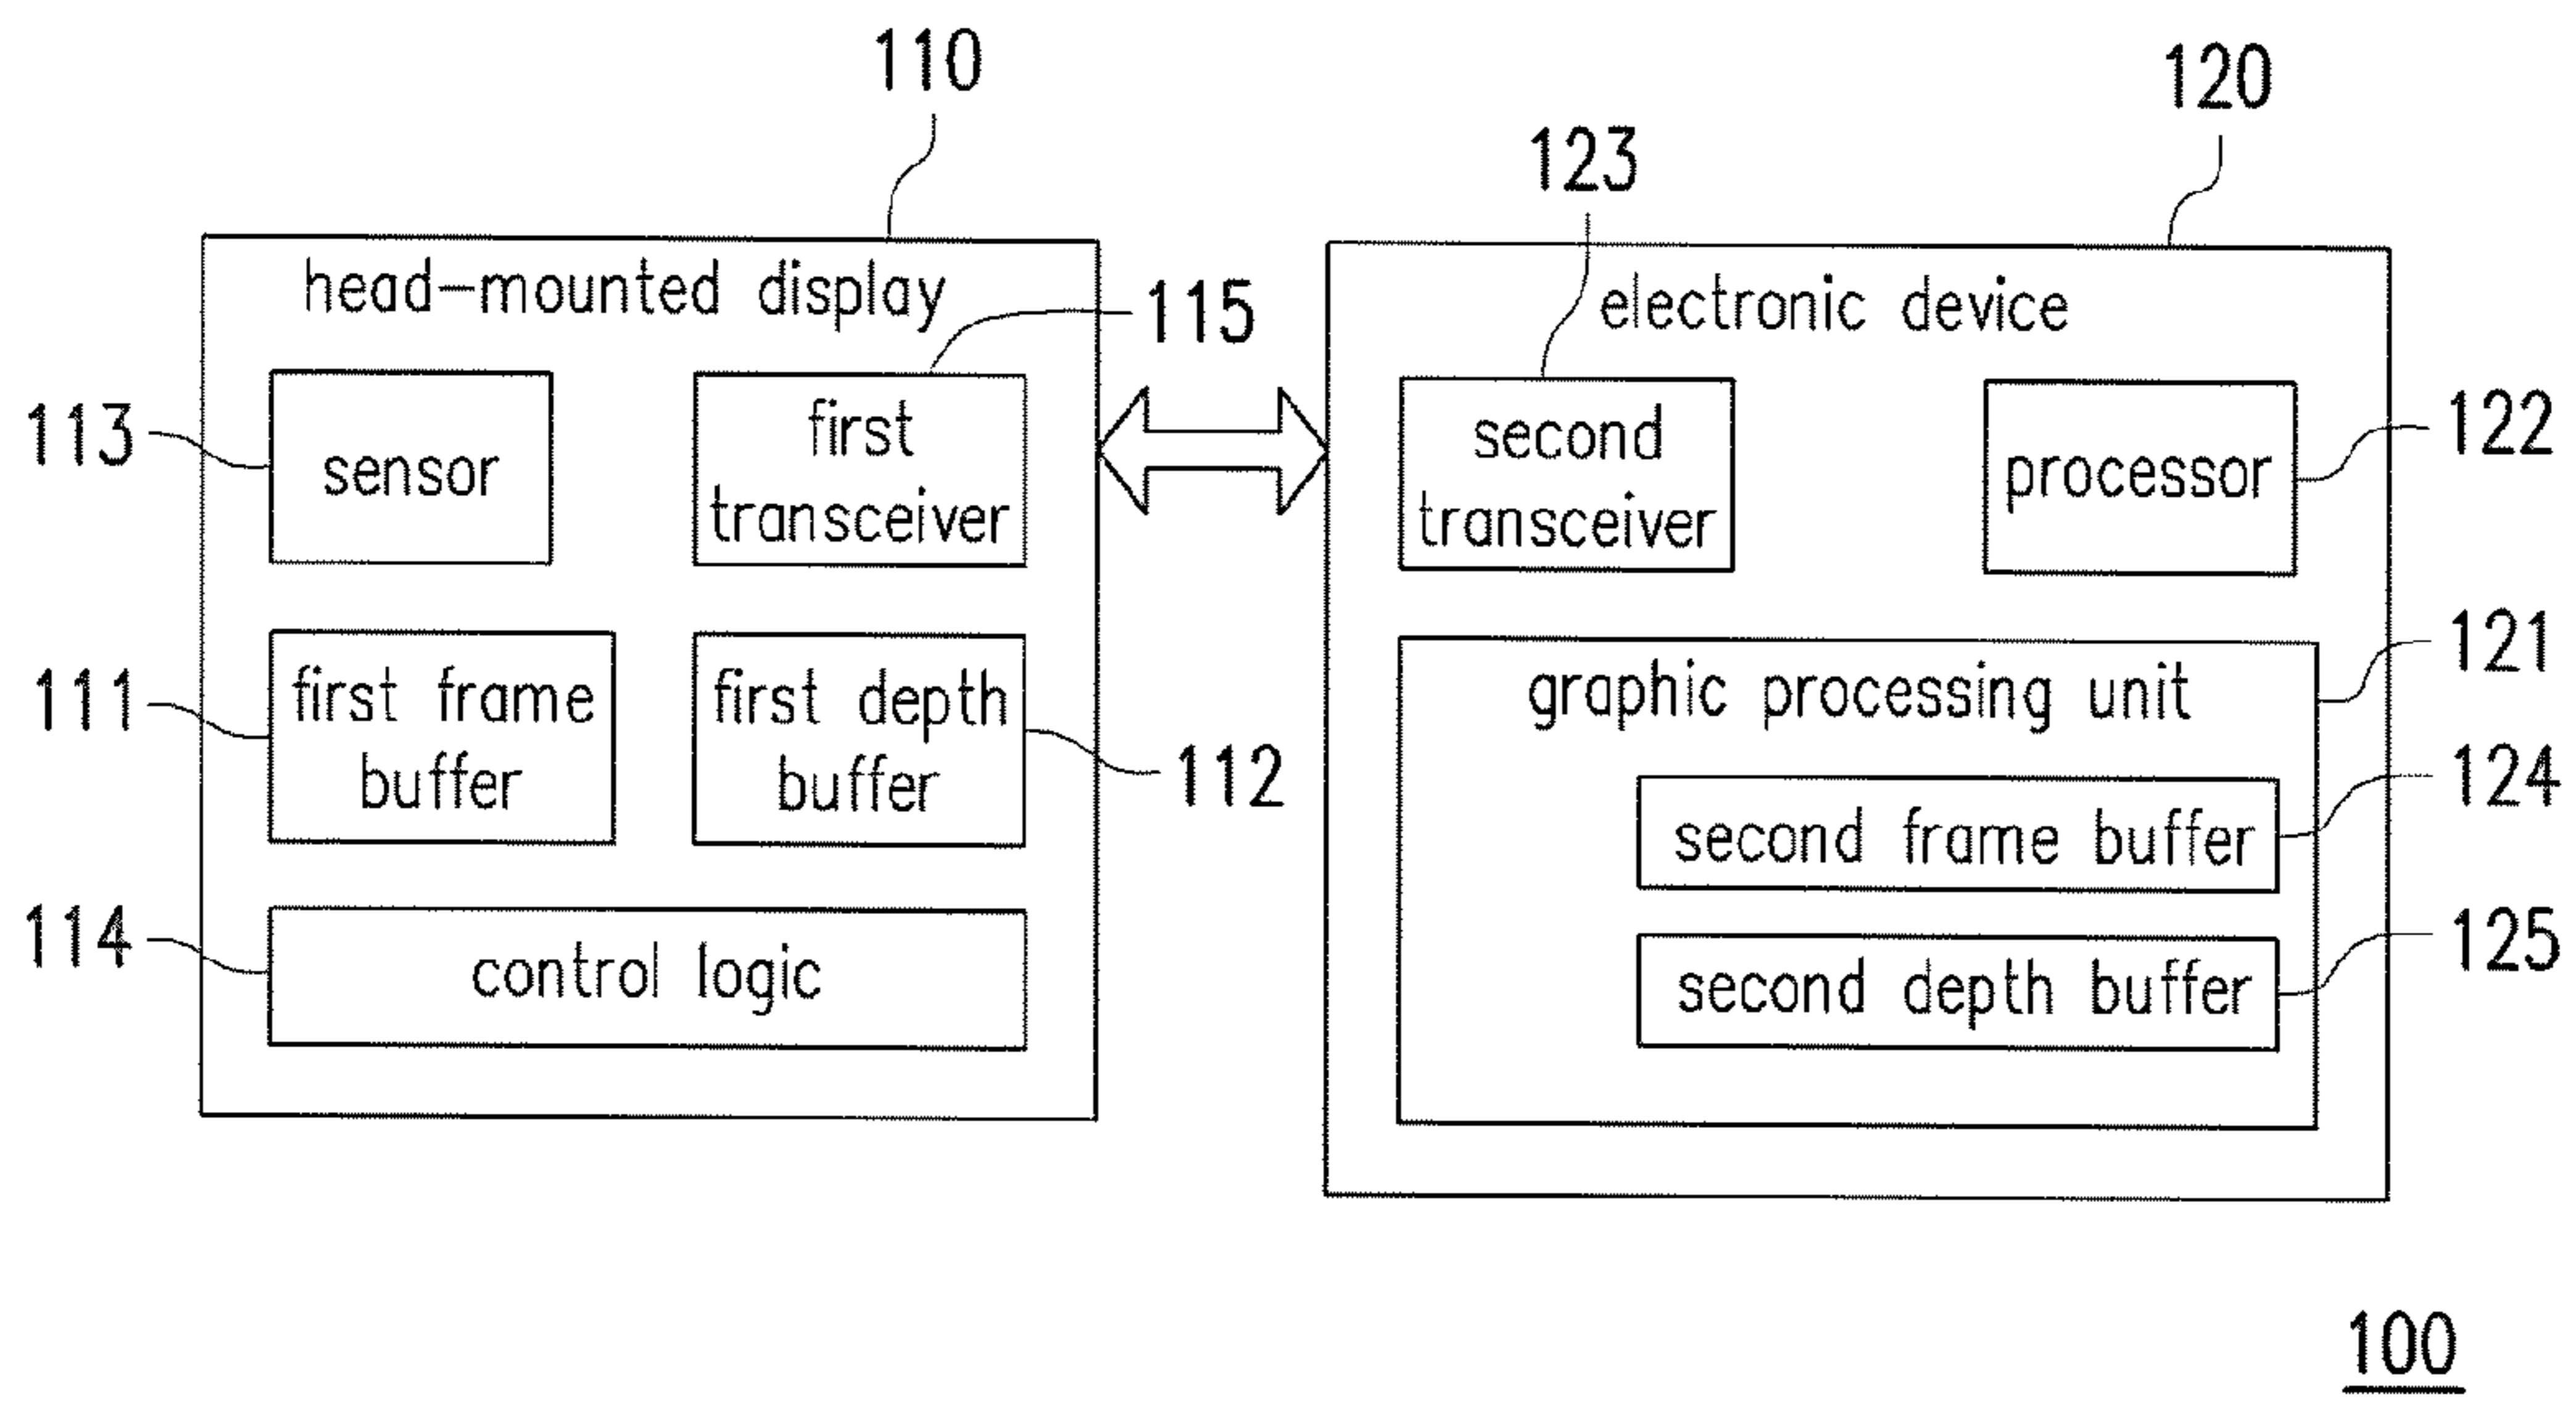 110
120
123
head-mounted display
115
electronic device
113
sensor
first
transceiver
second
transceiver
processor
122
111
first frame
buffer
first depth
buffer
112
graphic processing unit
121
second frame buffer
124
114
control logic
second depth buffer
125
100